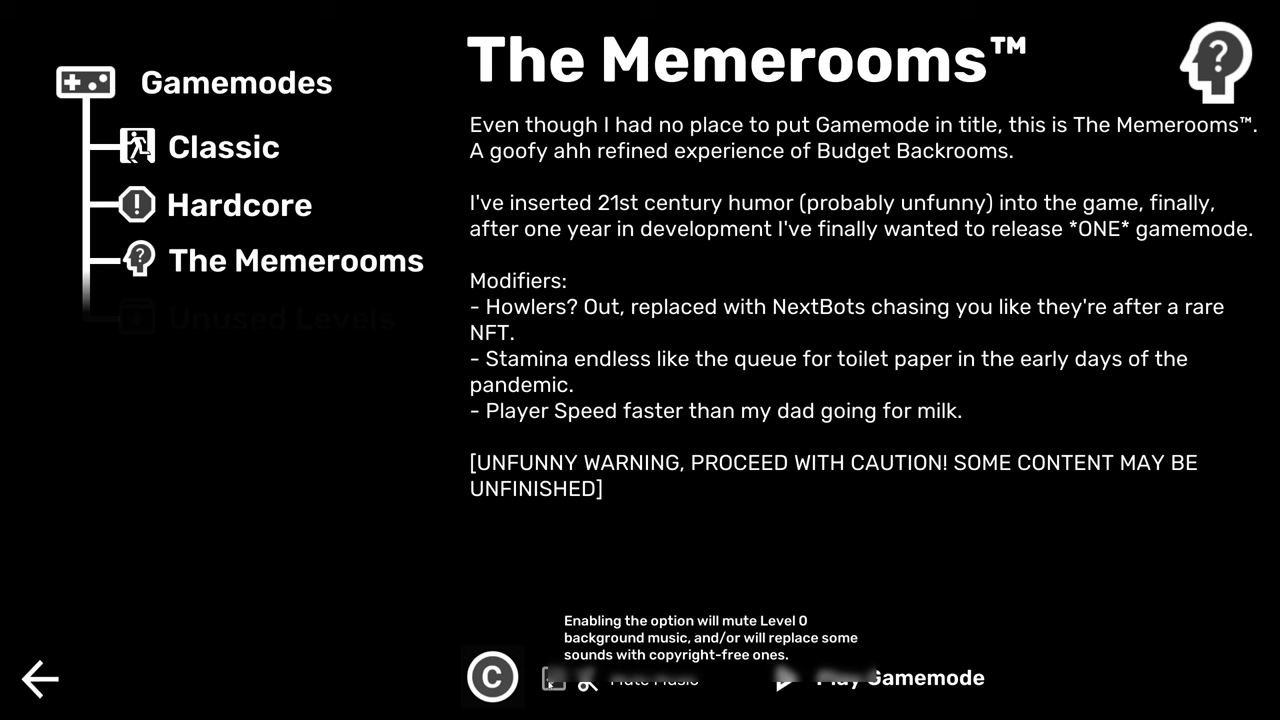 Gamemodes
Classic
Hardcore
The Memerooms
Unused Levels
The Memerooms™
Even though I had no place to put Gamemode in title, this is The Memerooms™.
A goofy ahh refined experience of Budget Backrooms.
I've inserted 21st century humor (probably unfunny) into the game, finally,
after one year in development I've finally wanted to release *ONE* gamemode.
Modifiers:
- Howlers? Out, replaced with NextBots chasing you like they're after a rare
NFT.
- Stamina endless like the queue for toilet paper in the early days of the
pandemic.
- Player Speed faster than my dad going for milk.
[UNFUNNY WARNING, PROCEED WITH CAUTION! SOME CONTENT MAY BE
UNFINISHED]
Enabling the option will mute Level 0
background music, and/or will replace some
sounds with copyright-free ones.
C
Mute Music
Play Gamemode